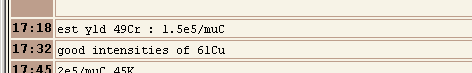 17:18 est yld 49Cr : 1.5e5/muC
17:32 good intensities of 61Cu
17:45 2e5/muC 45K